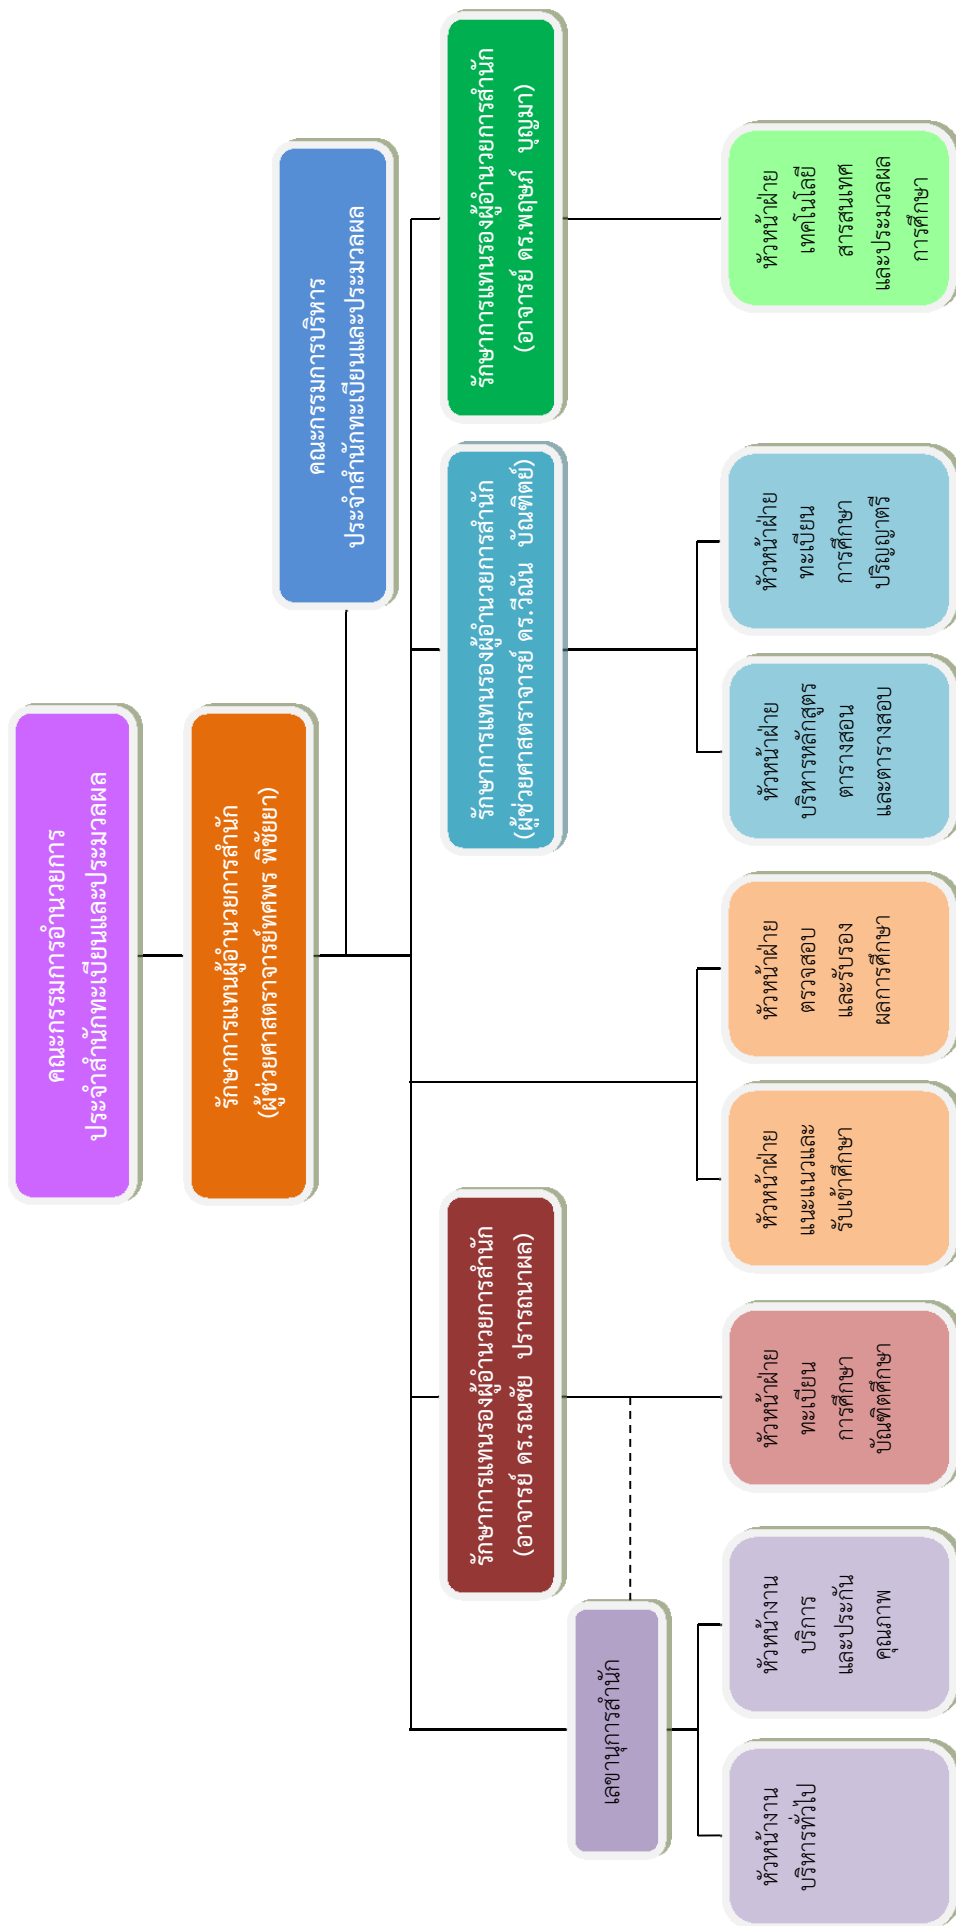 คณะกรรมการอำนวยการ
ประจำสำนักทะเบียนและประมวลผล
รักษาการแทนผู้อำนวยการสำนัก
(ผู้ช่วยศาสตราจารย์ทศพร พิชัยยา)
คณะกรรมการบริหาร
ประจำสำนักทะเบียนและประมวลผล
รักษาการแทนรองผู้อำนวยการสำนัก
(อาจารย์ ดร.รณชัย ปรารถนาผล)
รักษาการแทนรองผู้อำนวยการสำนัก
(ผู้ช่วยศาสตราจารย์ ดร.วีณัน บัณฑิตย์)
รักษาการแทนรองผู้อำนวยการสำนัก
(อาจารย์ ดร.พฤษภ์ บุญมา)
เลขานุการสำนัก
หัวหน้างาน
บริหารทั่วไป
หัวหน้างาน
บริการ
และประกัน
คุณภาพ
หัวหน้าฝ่าย
ทะเบียน
การศึกษา
บัณฑิตศึกษา
หัวหน้าฝ่าย
แนะแนวและ
รับเข้าศึกษา
หัวหน้าฝ่าย
ตรวจสอบ
และรับรอง
ผลการศึกษา
หัวหน้าฝ่าย
บริหารหลักสูตร
ตารางสอน
และตารางสอบ
หัวหน้าฝ่าย
ทะเบียน
การศึกษา
ปริญญาตรี
หัวหน้าฝ่าย
เทคโนโลยี
สารสนเทศ
และประมวลผล
การศึกษา